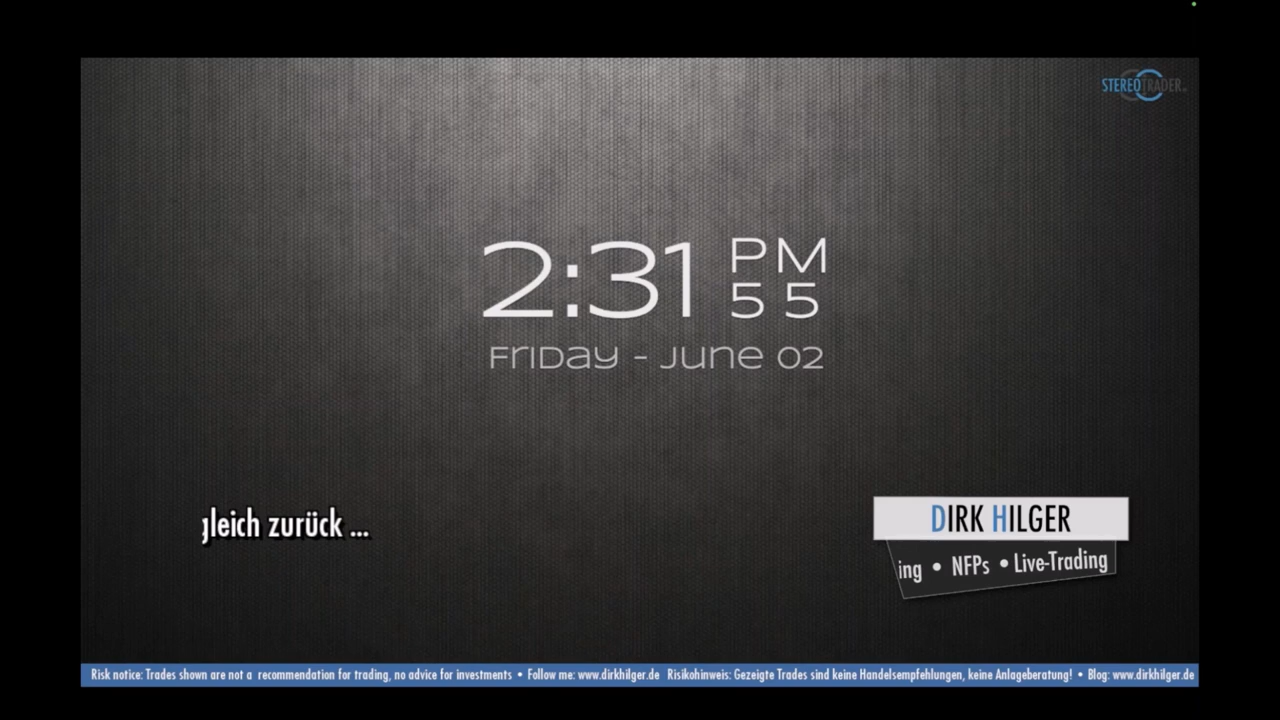 STEREOTRADER
2:31 PM
55
Friday - June 02
gleich zurück ...
DIRK HILGER
ing • NFPs • Live-Trading
Risk notice: Trades shown are not a recommendation for trading, no advice for investments • Follow me: www.dirkhilger.de Risikohinweis: Gezeigte Trades sind keine Handelsempfehlungen, keine Anlageberatung! • Blog: www.dirkhilger.de